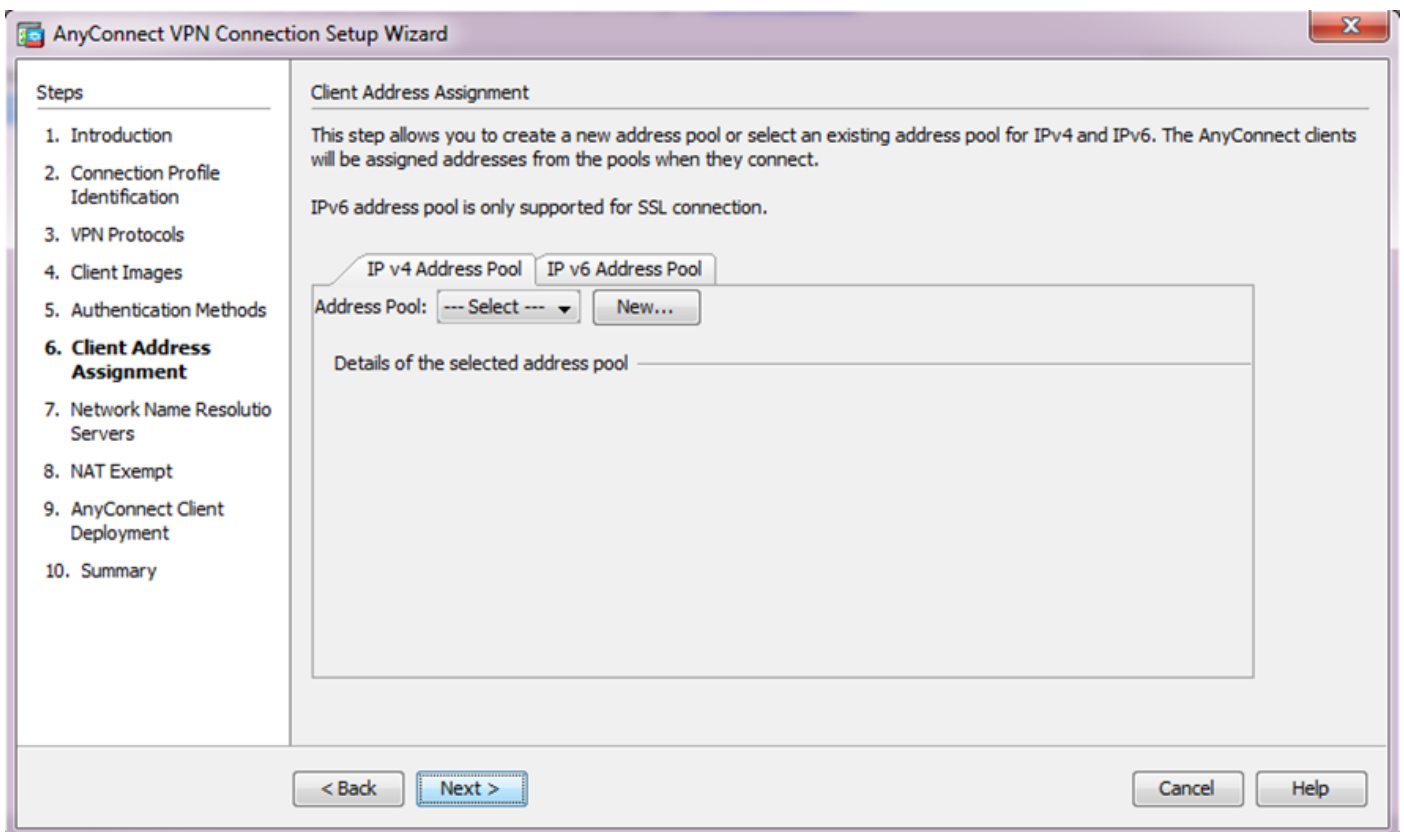 AnyConnect VPN Connection Setup Wizard
Steps
1. Introduction
2. Connection Profile
Identification
3. VPN Protocols
4. Client Images
5. Authentication Methods
6. Client Address
Assignment
7. Network Name Resolutio
Servers
8. NAT Exempt
9. AnyConnect Client
Deployment
10. Summary
Client Address Assignment
This step allows you to create a new address pool or select an existing address pool for IPv4 and IPv6. The AnyConnect clients
will be assigned addresses from the pools when they connect.
IPv6 address pool is only supported for SSL connection.
IP v4 Address Pool IP v6 Address Pool
Address Pool: --- Select --- New...
Details of the selected address pool
< Back Next > Cancel Help